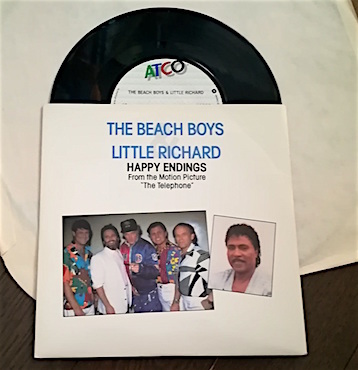 ATCO
THE BEACH BOYS & LITTLE RICHARD
THE BEACH BOYS
&
LITTLE RICHARD
HAPPY ENDINGS
From the Motion Picture
"The Telephone"